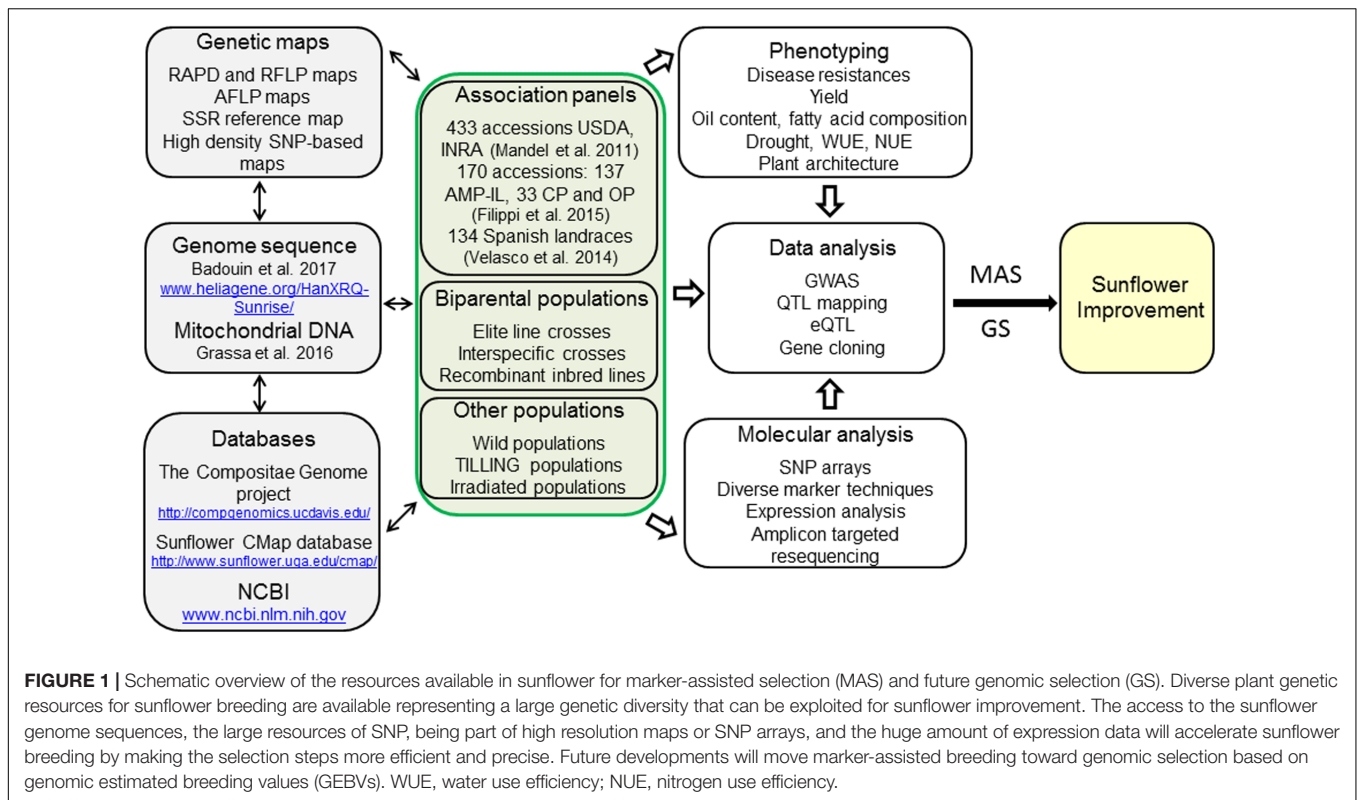 Genetic maps
RAPD and RFLP maps
AFLP maps
SSR reference map
High density SNP-based
maps
Genome sequence
Badouin et al. 2017
www.heliagene.org/HanXRQ-
Sunrise/
Mitochondrial DNA
Grassa et al. 2016
Databases
The Compositae Genome
project
http://compgenomics.ucdavis.edu/
Sunflower CMap database
http://www.sunflower.uga.edu/cmap/
NCBI
www.ncbi.nlm.nih.gov
Association panels
433 accessions USDA,
INRA (Mandel et al. 2011)
170 accessions: 137
AMP-IL, 33 CP and OP
(Filippi et al. 2015)
134 Spanish landraces
(Velasco et al. 2014)
Biparental populations
Elite line crosses
Interspecific crosses
Recombinant inbred lines
Other populations
Wild populations
TILLING populations
Irradiated populations
Phenotyping
Disease resistances
Yield
Oil content, fatty acid composition
Drought, WUE, NUE
Plant architecture
Data analysis
GWAS
QTL mapping
eQTL
Gene cloning
Molecular analysis
SNP arrays
Diverse marker techniques
Expression analysis
Amplicon targeted
resequencing
MAS
GS
Sunflower
Improvement
FIGURE 1 | Schematic overview of the resources available in sunflower for marker-assisted selection (MAS) and future genomic selection (GS). Diverse plant genetic
resources for sunflower breeding are available representing a large genetic diversity that can be exploited for sunflower improvement. The access to the sunflower
genome sequences, the large resources of SNP, being part of high resolution maps or SNP arrays, and the huge amount of expression data will accelerate sunflower
breeding by making the selection steps more efficient and precise. Future developments will move marker-assisted breeding toward genomic selection based on
genomic estimated breeding values (GEBVs). WUE, water use efficiency; NUE, nitrogen use efficiency.